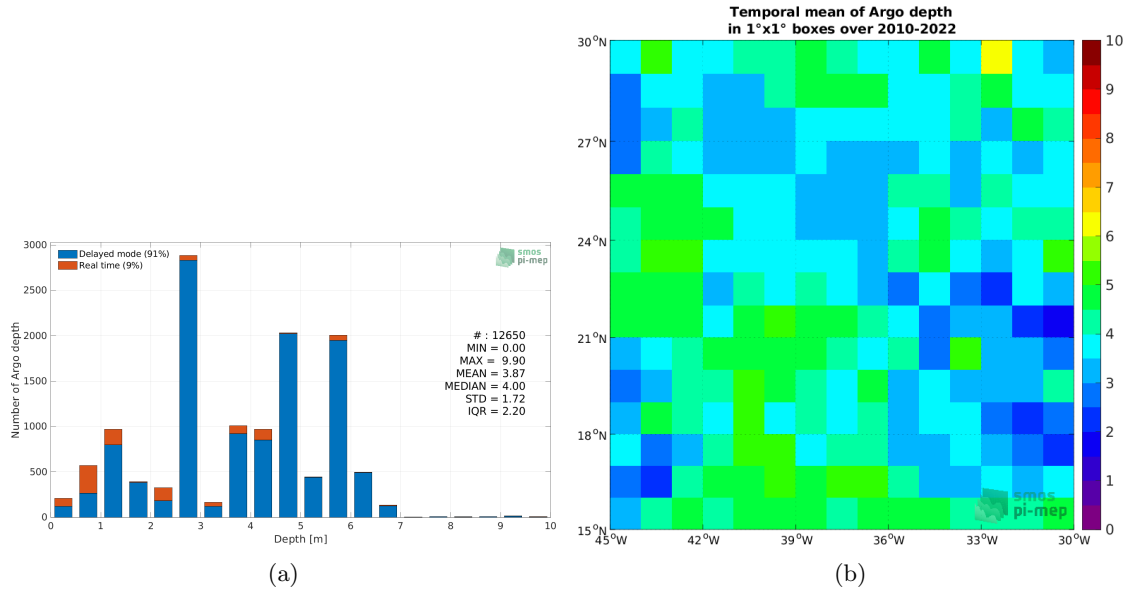 Delayed mode (91%)
Real time (9%)
smos
pi-mep
# : 12650
MIN = 0.00
MAX = 9.90
MEAN = 3.87
MEDIAN = 4.00
STD = 1.72
IQR = 2.20
Number of Argo depth
3000
2500
2000
1500
1000
500
0
0 1 2 3 4 5 6 7 8 9 10
Depth [m]
(a)
Temporal mean of Argo depth
in 1°x1° boxes over 2010-2022
30°N
27°N
24°N
21°N
18°N
15°N
45°W 42°W 39°W 36°W 33°W 30°W
smos
pi-mep
10
9
8
7
6
5
4
3
2
1
0
(b)